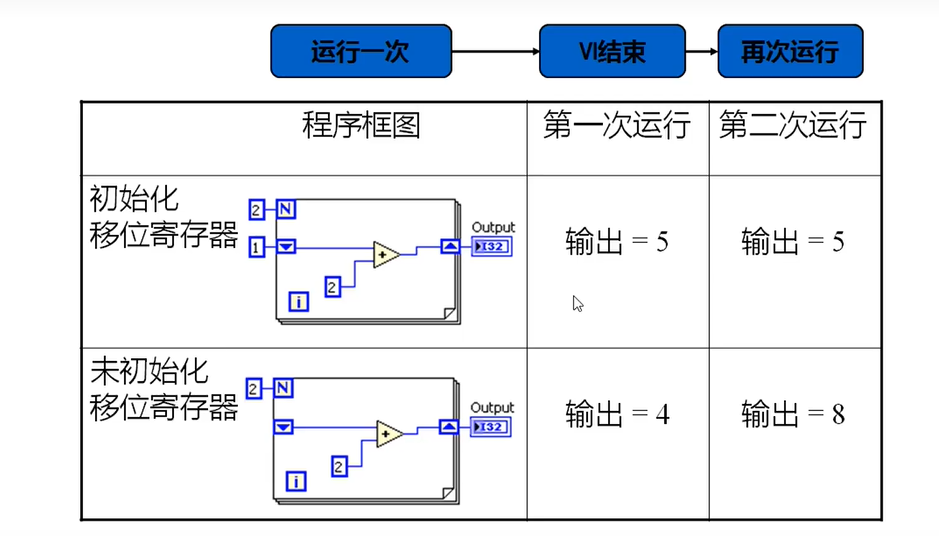 运行一次
VI结束
再次运行
程序框图
第一次运行
第二次运行
初始化
移位寄存器
2
N
1
+
2
i
Output
I32
输出 = 5
输出 = 5
未初始化
移位寄存器
2
N
+
2
i
Output
I32
输出 = 4
输出 = 8